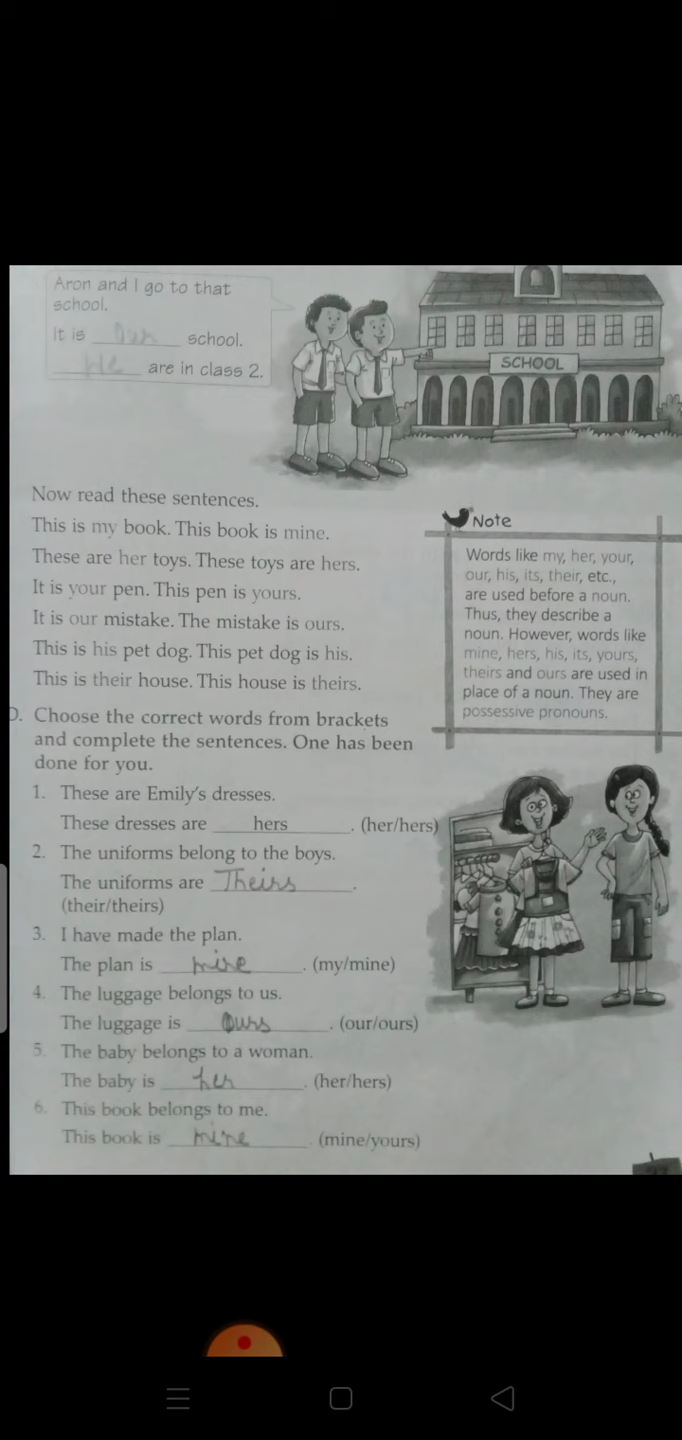 Aron and I go to that
school.
It is Our school.
We are in class 2.
SCHOOL
Now read these sentences.
This is my book. This book is mine.
These are her toys. These toys are hers.
It is your pen. This pen is yours.
It is our mistake. The mistake is ours.
This is his pet dog. This pet dog is his.
This is their house. This house is theirs.
Note
Words like my, her, your,
our, his, its, their, etc.,
are used before a noun.
Thus, they describe a
noun. However, words like
mine, hers, his, its, yours,
theirs and ours are used in
place of a noun. They are
possessive pronouns.
D. Choose the correct words from brackets
and complete the sentences. One has been
done for you.
1. These are Emily's dresses.
These dresses are hers. (her/hers)
2. The uniforms belong to the boys.
The uniforms are Theirs.
(their/theirs)
3. I have made the plan.
The plan is mine. (my/mine)
4. The luggage belongs to us.
The luggage is Ours. (our/ours)
5. The baby belongs to a woman.
The baby is her. (her/hers)
6. This book belongs to me.
This book is mine. (mine/yours)